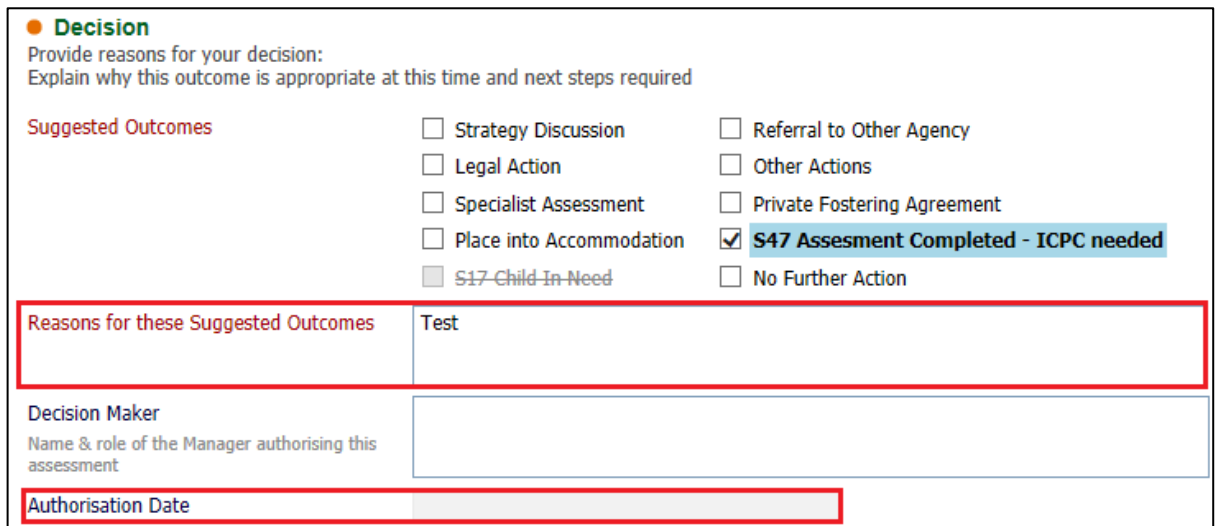 Decision
Provide reasons for your decision:
Explain why this outcome is appropriate at this time and next steps required
Suggested Outcomes
Strategy Discussion
Referral to Other Agency
Legal Action
Other Actions
Specialist Assessment
Private Fostering Agreement
Place into Accommodation
S47 Assesment Completed - ICPC needed
S17 Child In Need
No Further Action
Reasons for these Suggested Outcomes
Test
Decision Maker
Name & role of the Manager authorising this
assessment
Authorisation Date